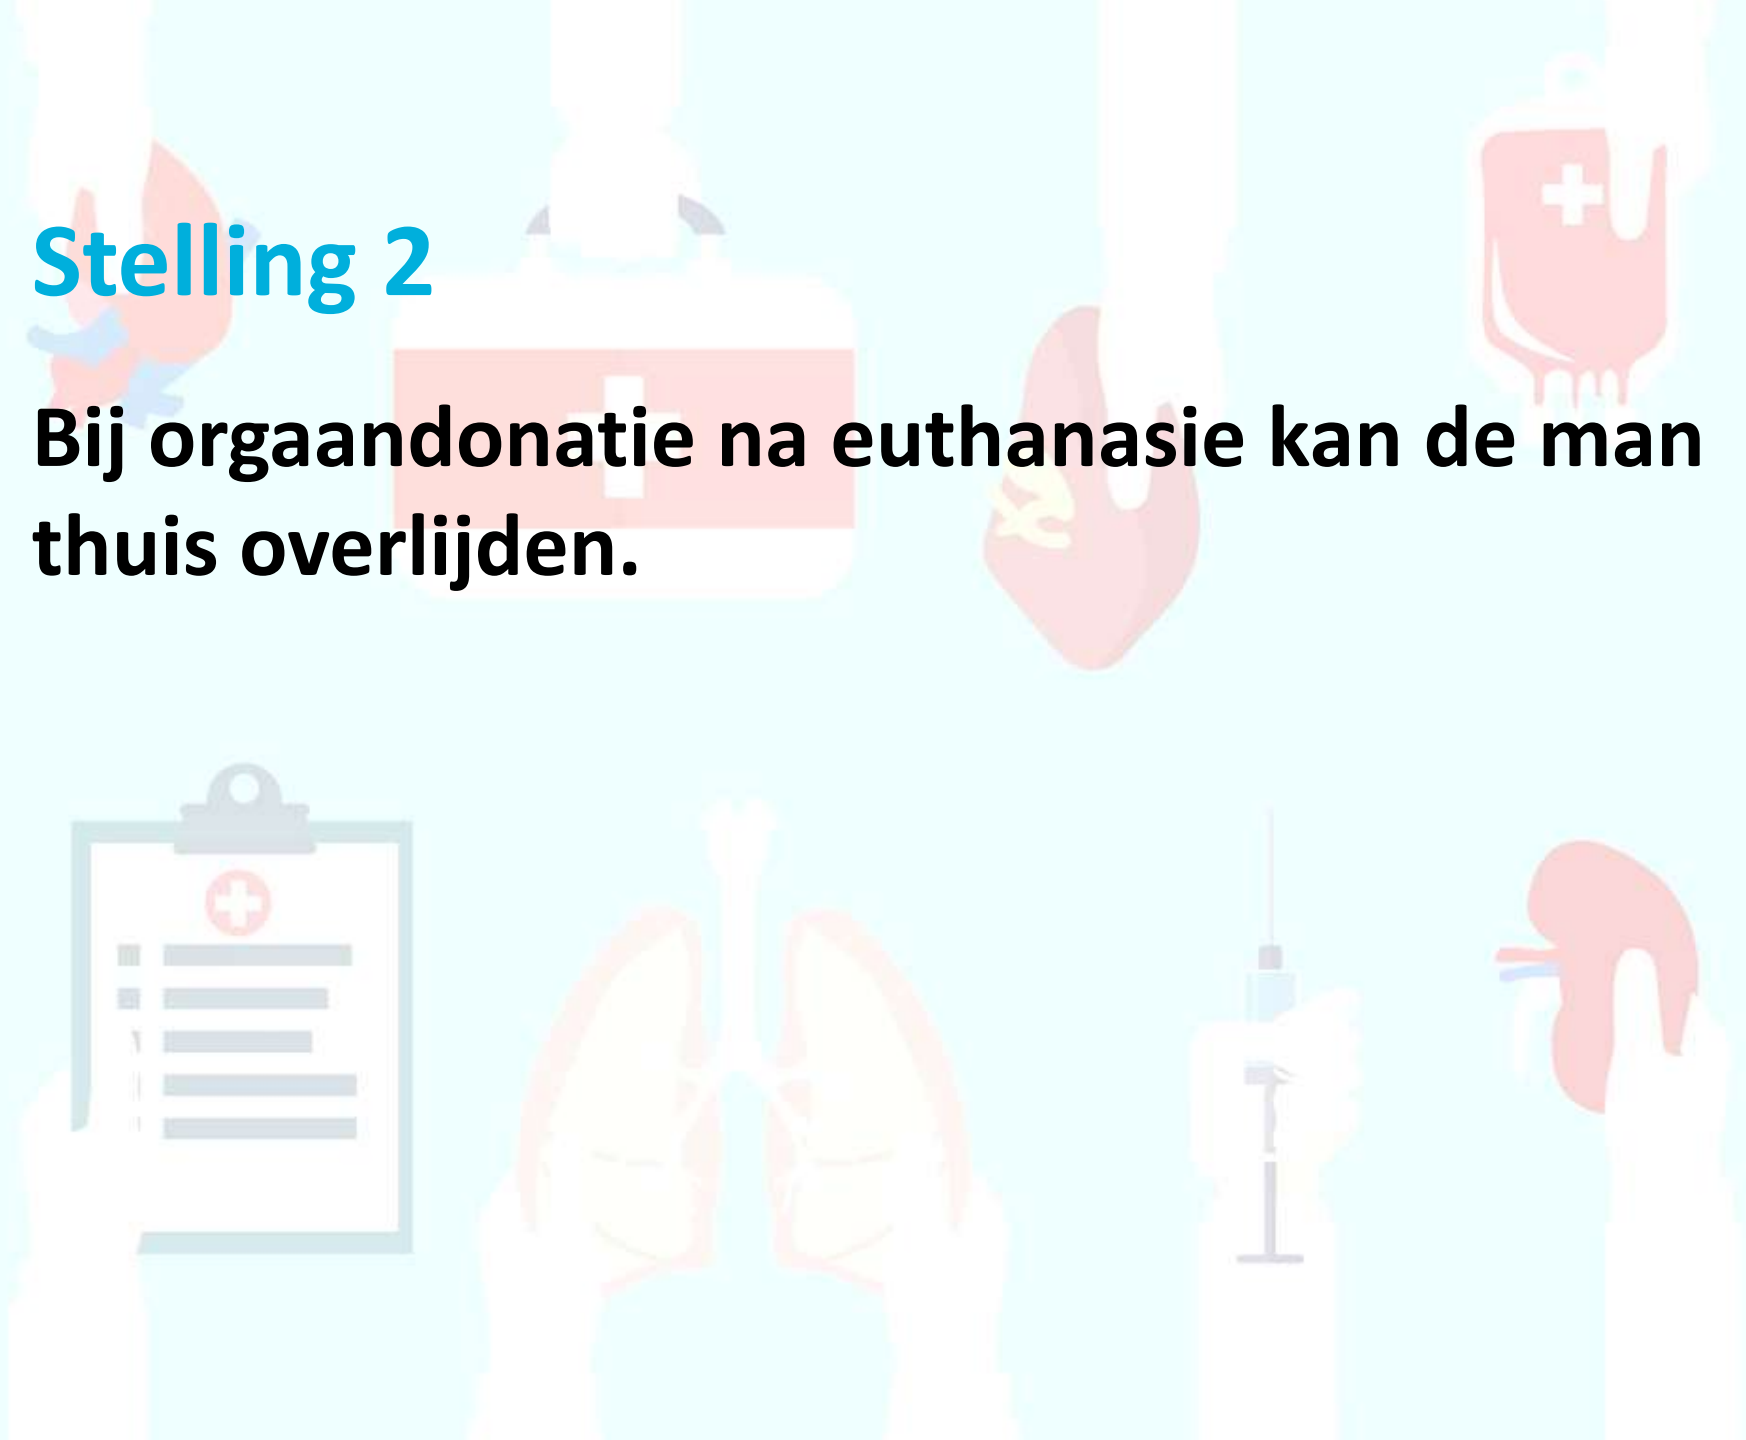 Stelling 2
Bij orgaandonatie na euthanasie kan de man
thuis overlijden.